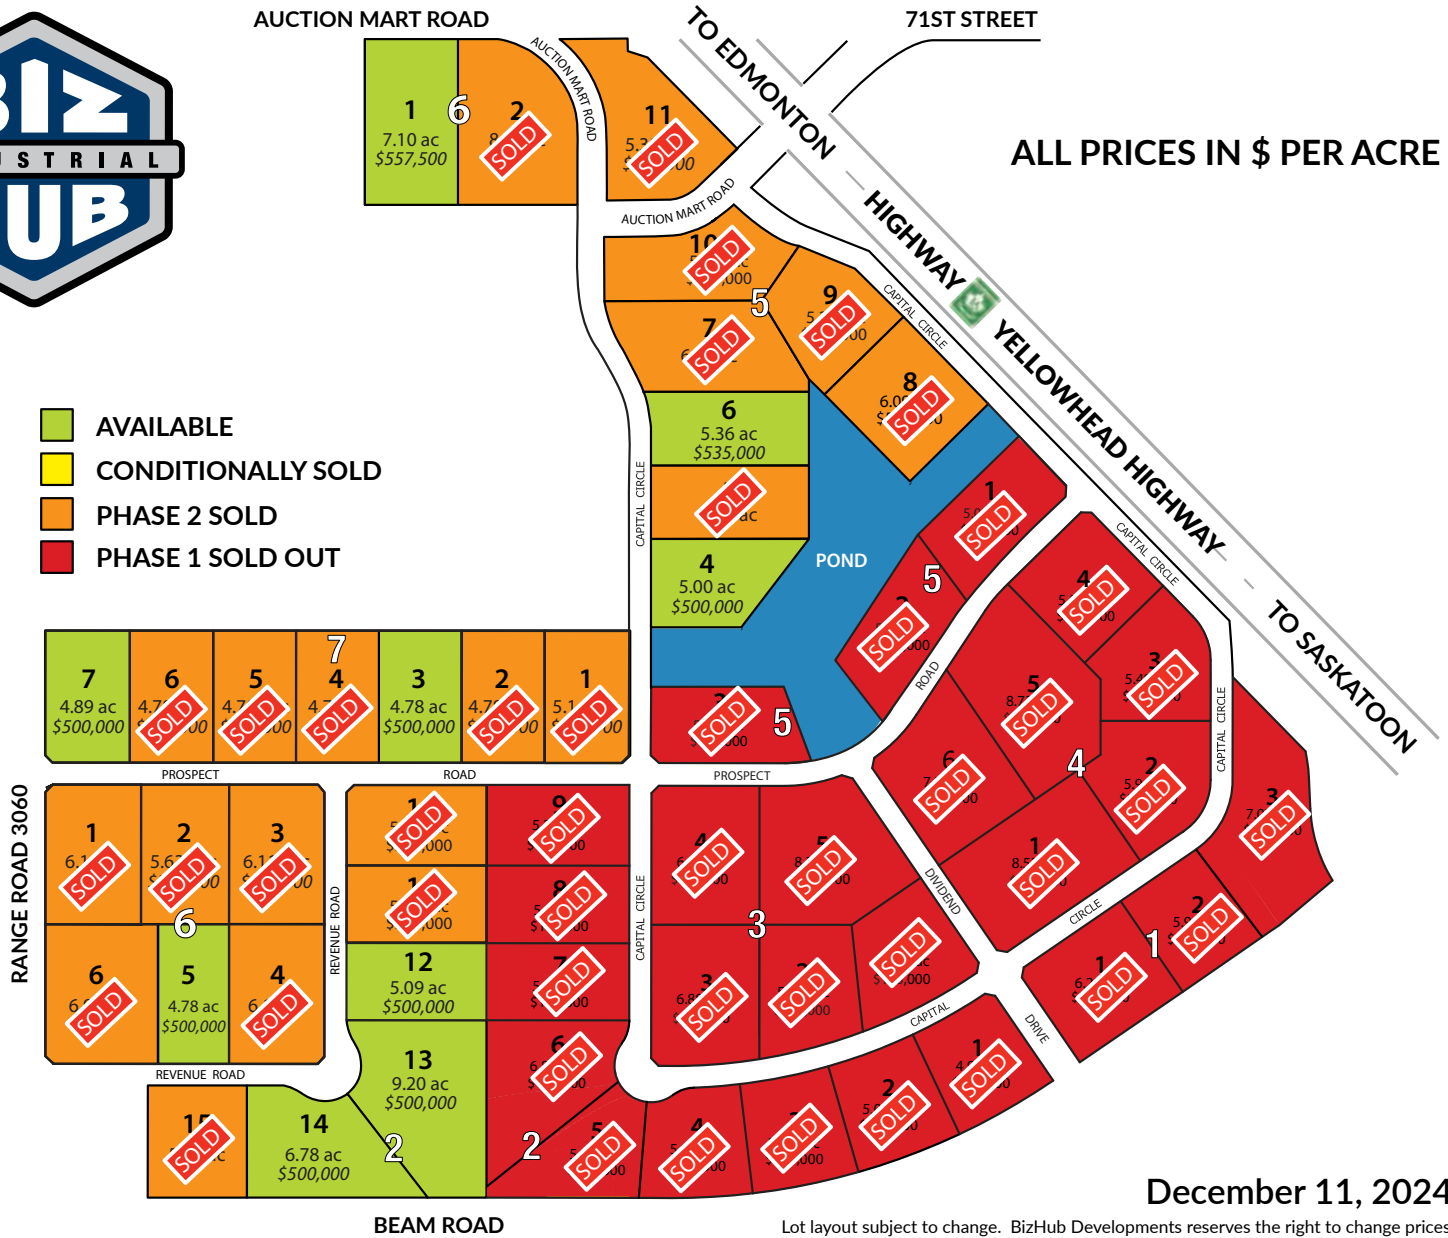 AUCTION MART ROAD
71ST STREET
TO EDMONTON
ALL PRICES IN $ PER ACRE
BIZ
INDUSTRIAL
HUB
AUCTION MART ROAD
1
7.10 ac
$557,500
6
2
SOLD
11
SOLD
AUCTION MART ROAD
HIGHWAY
YELLOWHEAD HIGHWAY
TO SASKATOON
10
SOLD
5
9
SOLD
CAPITAL CIRCLE
7
SOLD
8
SOLD
AVAILABLE
CONDITIONALLY SOLD
PHASE 2 SOLD
PHASE 1 SOLD OUT
6
5.36 ac
$535,000
CAPITAL CIRCLE
SOLD
ac
4
5.00 ac
$500,000
POND
1
SOLD
5
SOLD
CAPITAL CIRCLE
4
SOLD
3
SOLD
ROAD
5
SOLD
CAPITAL CIRCLE
7
7
4.89 ac
$500,000
6
SOLD
5
SOLD
4
SOLD
3
4.78 ac
$500,000
2
SOLD
1
SOLD
SOLD
5
6
SOLD
4
2
SOLD
3
SOLD
PROSPECT
ROAD
PROSPECT
RANGE ROAD 3060
1
SOLD
2
SOLD
3
SOLD
6
6
SOLD
5
4.78 ac
$500,000
4
SOLD
REVENUE ROAD
SOLD
9
SOLD
SOLD
8
SOLD
12
5.09 ac
$500,000
7
SOLD
CAPITAL CIRCLE
4
SOLD
5
SOLD
3
3
SOLD
SOLD
SOLD
DIVIDEND
1
SOLD
CIRCLE
1
1
SOLD
2
SOLD
CAPITAL
DRIVE
REVENUE ROAD
13
9.20 ac
$500,000
6
SOLD
15
SOLD
14
6.78 ac
$500,000
2
2
5
SOLD
4
SOLD
SOLD
2
SOLD
1
SOLD
BEAM ROAD
December 11, 2024
Lot layout subject to change. BizHub Developments reserves the right to change prices